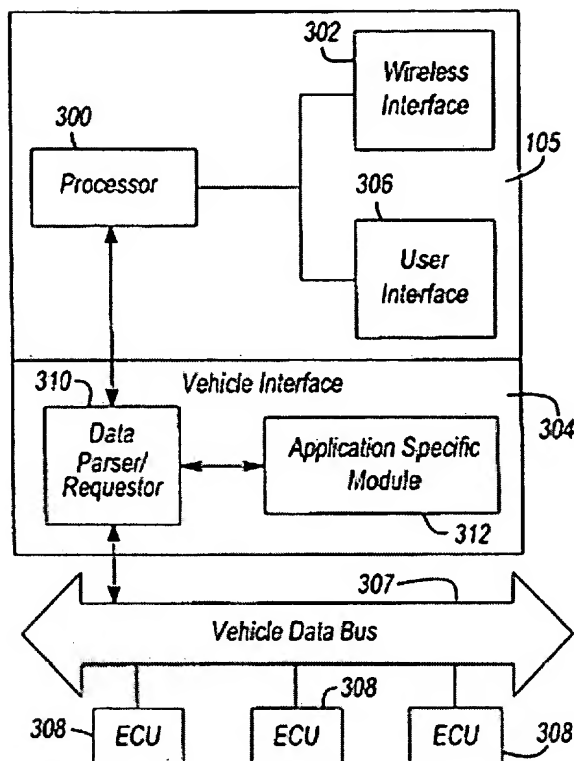 302
Wireless
Interface
300
105
Processor
306
User
Interface
Vehicle Interface
310
304
Data
Parser/
Requestor
Application Specific
Module
312
307
Vehicle Data Bus
308
308
ECU
ECU
ECU
308